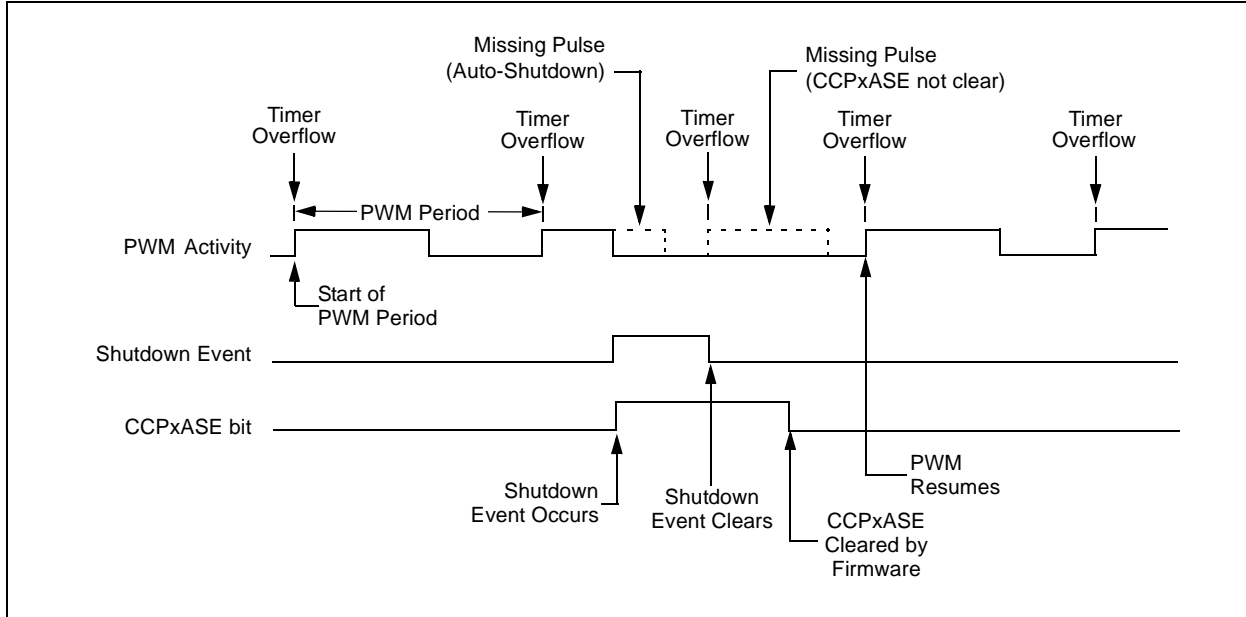 Missing Pulse
(Auto-Shutdown)
Missing Pulse
(CCPxASE not clear)
Timer
Overflow
Timer
Overflow
Timer
Overflow
Timer
Overflow
Timer
Overflow
PWM Period
PWM Activity
Start of
PWM Period
Shutdown Event
CCPxASE bit
Shutdown
Event Occurs
Shutdown
Event Clears
CCPxASE
Cleared by
Firmware
PWM
Resumes